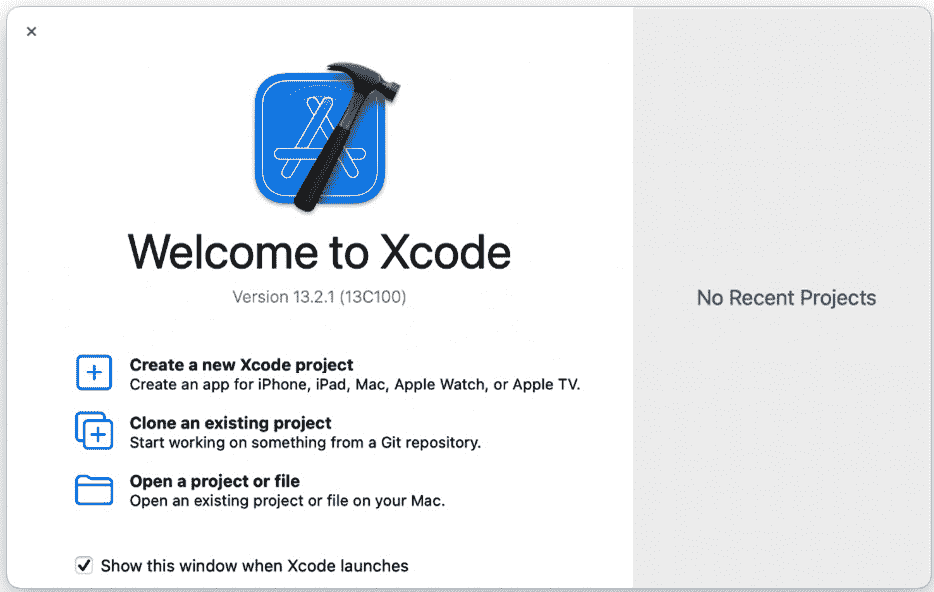 Welcome to Xcode
Version 13.2.1 (13C100)
Create a new Xcode project
Create an app for iPhone, iPad, Mac, Apple Watch, or Apple TV.
Clone an existing project
Start working on something from a Git repository.
Open a project or file
Open an existing project or file on your Mac.
Show this window when Xcode launches
No Recent Projects